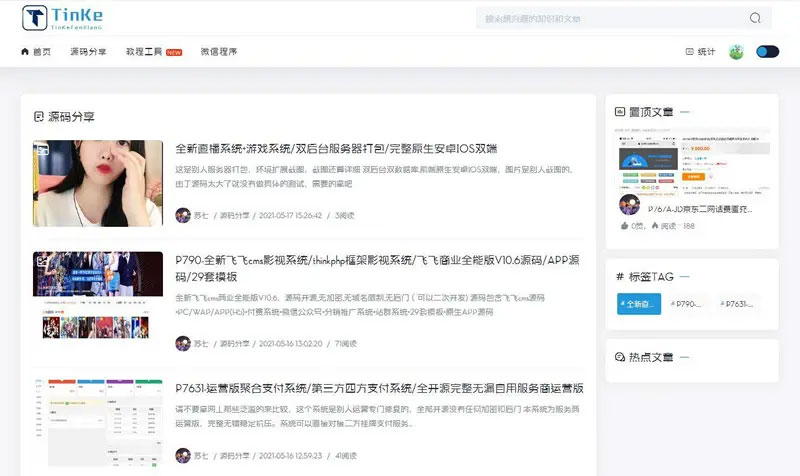 TinKe
TinKeFenXianG
搜索感兴趣的知识和文章
首页
源码分享
教程工具 NEW
微信程序
统计
源码分享
全新直播系统+游戏系统/双后台服务器打包/完整原生安卓IOS双端
这是别人服务器打包，环境扩展截图，截图还算详细 双后台双数据库,前端原生安卓IOS双端，图片是别人截图的，
由于源码太大了就没有做具体的测试，需要的拿吧
苏七 / 源码分享 / 2021-05-17 15:26:42 / 3阅读
P790-全新飞飞cms影视系统/thinkphp框架影视系统/飞飞商业全能版V10.6源码/APP源
码/29套模板
全新飞飞cms商业全能版V10.6，源码开源,无加密,无域名限制,无后门（可以二次开发) 源码包含飞飞cms源码
+PC/WAP/APP(H5)+付费系统+微信公众号+分销推广系统+站群系统+29套模板+原生APP源码
苏七 / 源码分享 / 2021-05-16 13:02:20 / 71阅读
P7631-运营版聚合支付系统/第三方四方支付系统/全开源完整无漏自用服务商运营版
请不要拿网上那些泛滥的来比较，这个系统是别人运营专门修复的，全部开源没有任何加密和后门 本系统为服务商
运营版，完整无错稳定抗压。系统可以直接对接二方挂牌支付服务...
苏七 / 源码分享 / 2021-05-16 12:59:23 / 41阅读
置顶文章
0赞，
阅读 - 188
# 标签TAG
# 全新直...
# P790-...
# P7631-...
热点文章